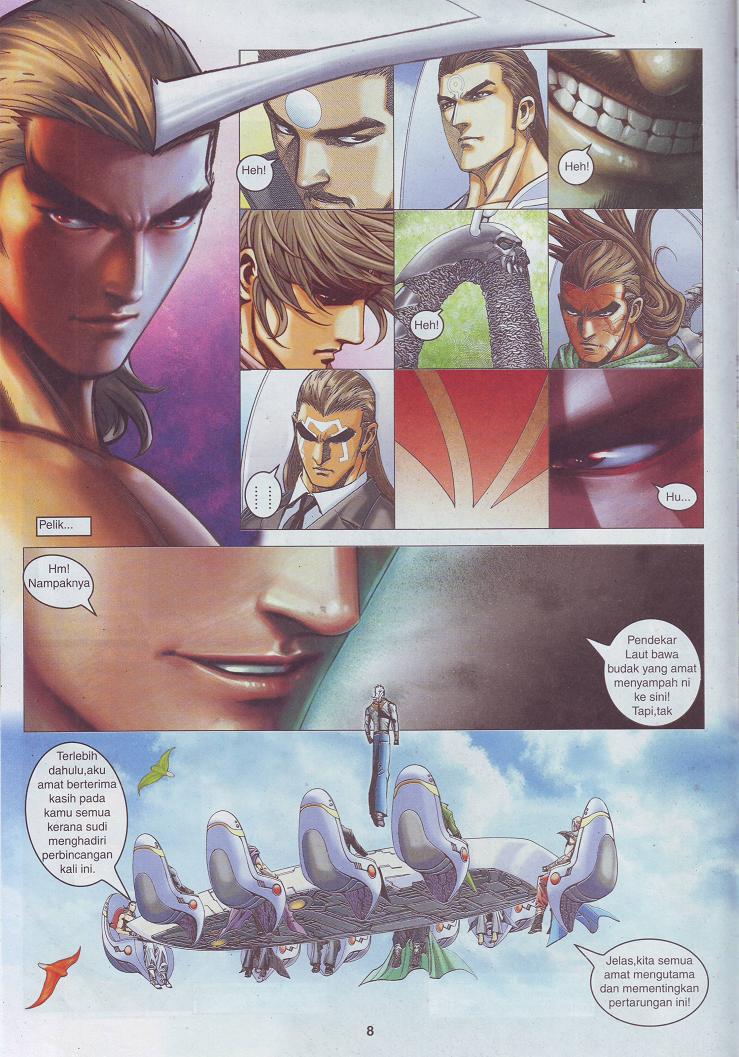 Heh!
Heh!
Heh!
Hu...
Pelik...
Hm!
Nampaknya
Pendekar
Laut bawa
budak yang amat
menyampah ni
ke sini!
Tapi,tak
Terlebih
dahulu,aku
amat berterima
kasih pada
kamu semua
kerana sudi
menghadiri
perbincangan
kali ini.
Jelas,kita semua
amat mengutama
dan mementingkan
pertarungan ini!
8